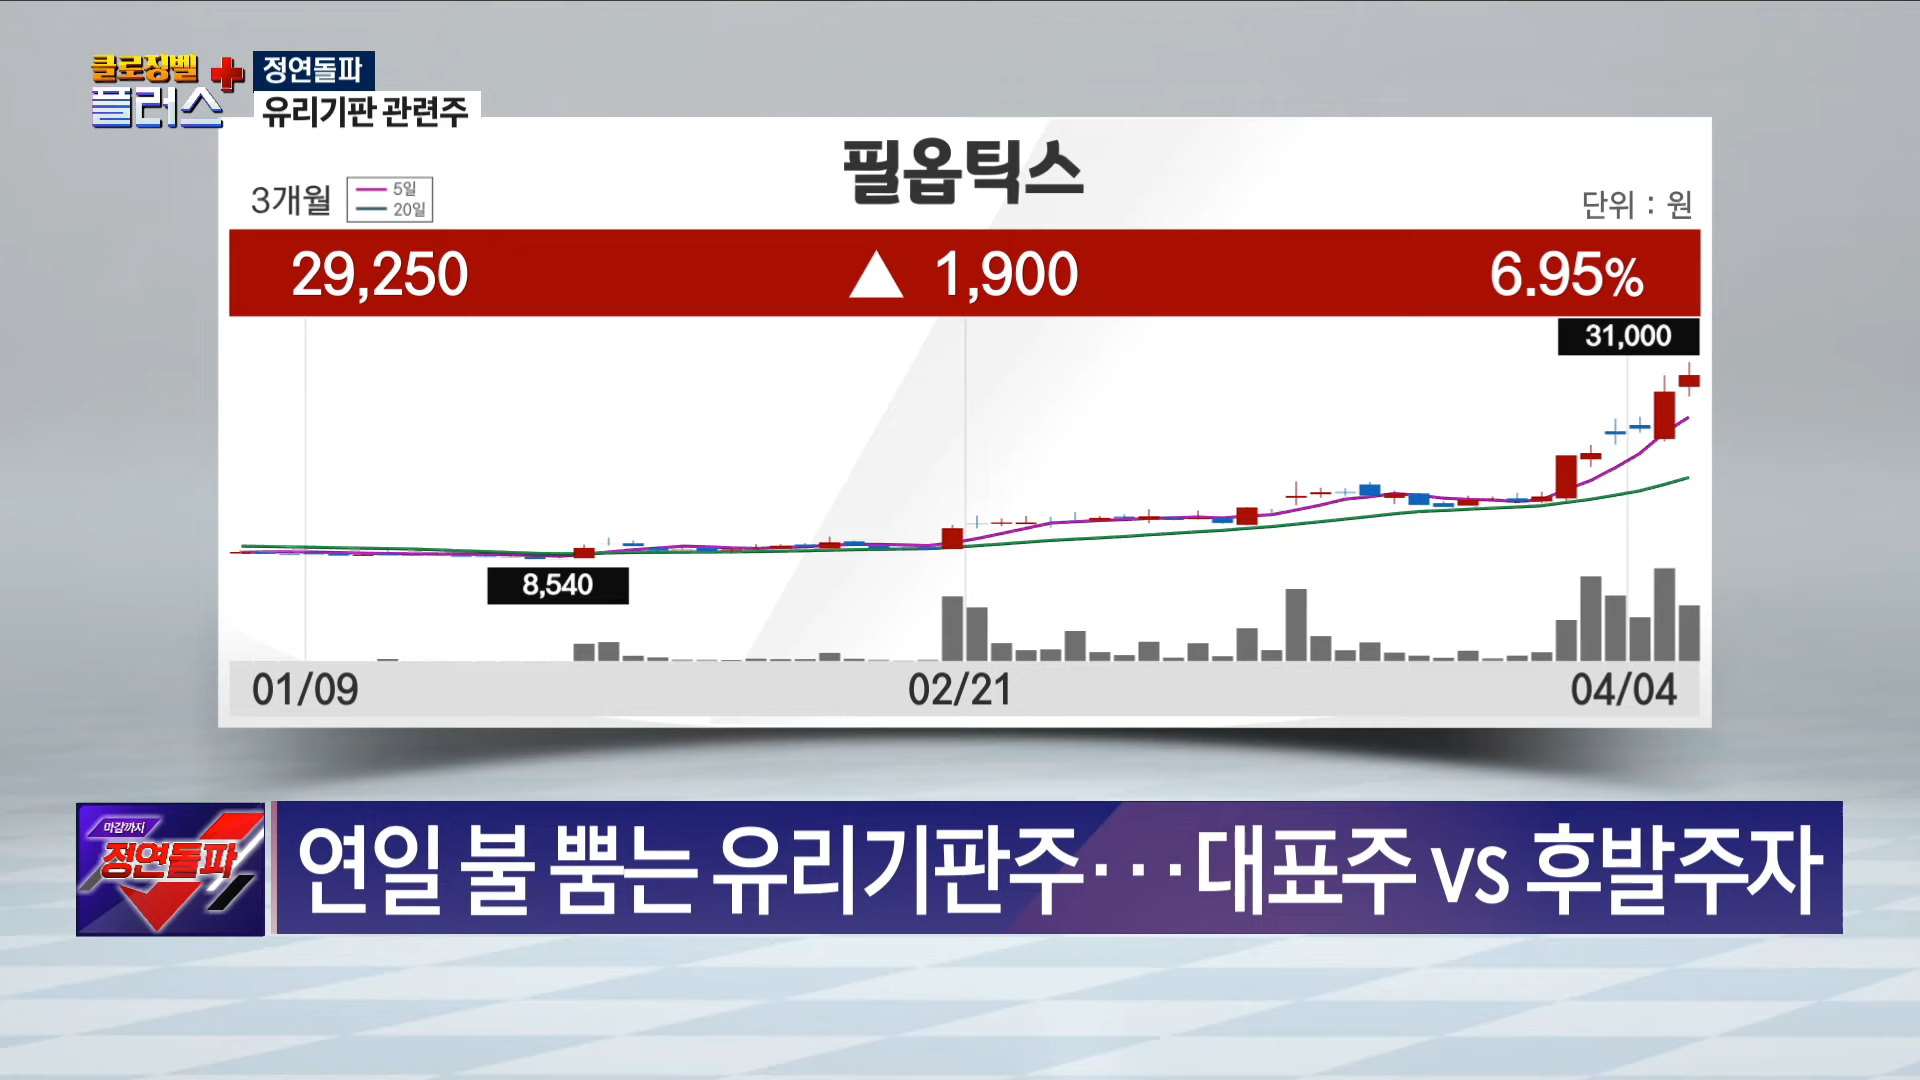 클로징벨
플러스
정연돌파
유리기판 관련주
필옵틱스
3개월
5일
20일
단위 : 원
29,250 ▲ 1,900 6.95%
31,000
8,540
01/09 02/21 04/04
마감까지
정연돌파
연일 불 뿜는 유리기판주···대표주 vs 후발주자